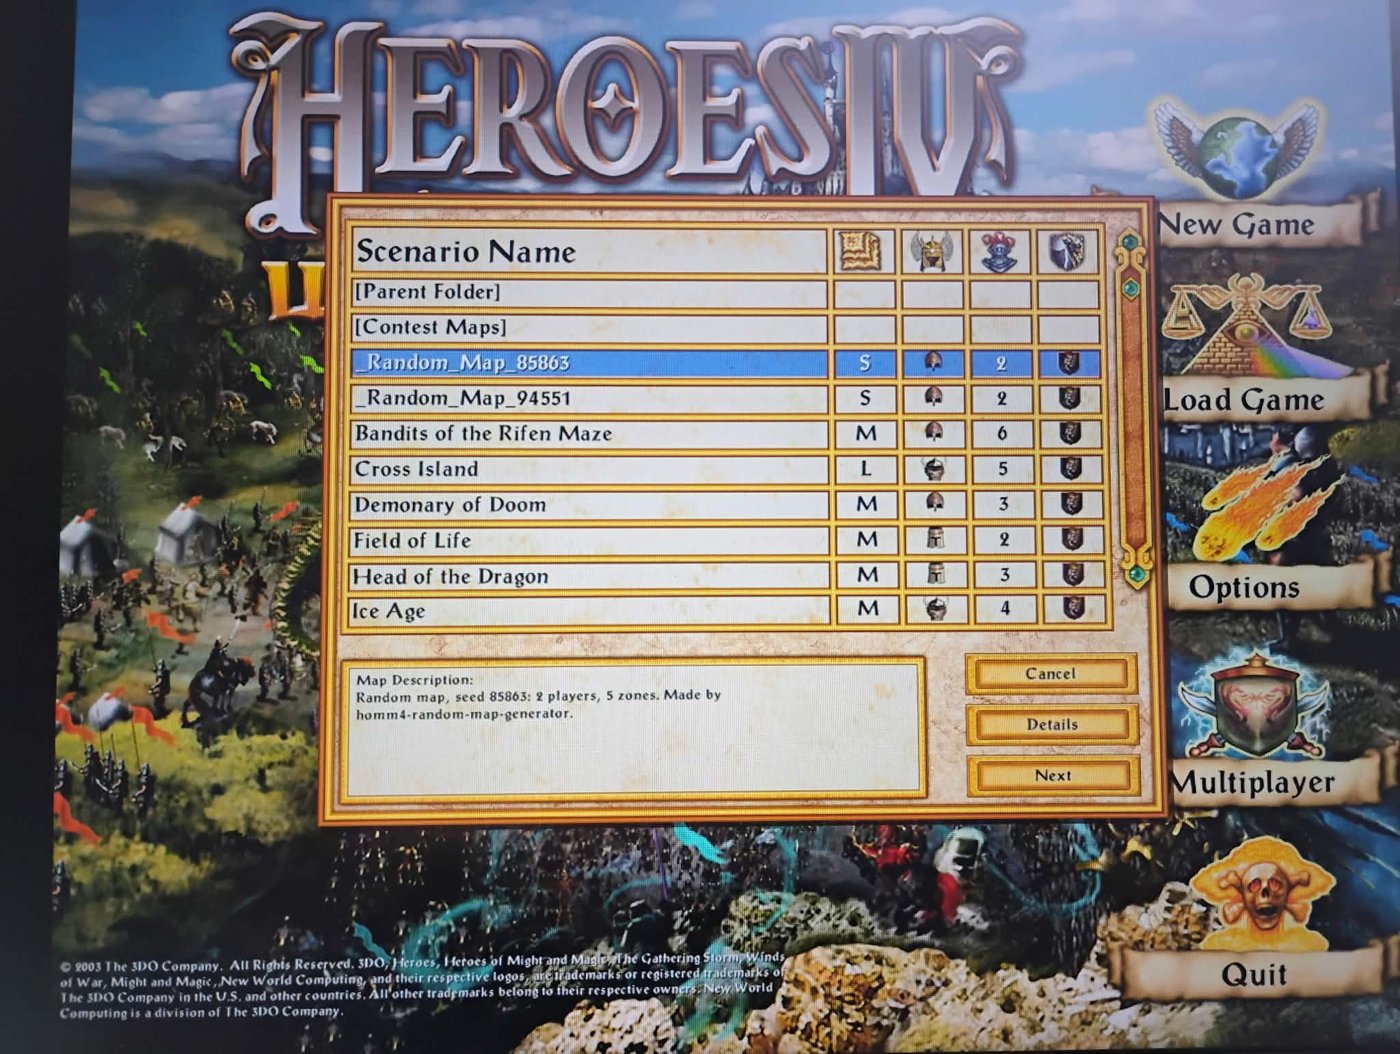 HEROES IV
Scenario Name
[Parent Folder]
[Contest Maps]
_Random_Map_85863 S 2
_Random_Map_94551 S 2
Bandits of the Rifen Maze M 6
Cross Island L 5
Demonary of Doom M 3
Field of Life M 2
Head of the Dragon M 3
Ice Age M 4
Map Description:
Random map, seed 85863: 2 players, 5 zones. Made by
homm4-random-map-generator.
Cancel
Details
Next
New Game
Load Game
Options
Multiplayer
Quit
© 2003 The 3DO Company. All Rights Reserved. 3DO, Heroes, Heroes of Might and Magic, The Gathering Storm, Winds
of War, Might and Magic, New World Computing, and their respective logos, are trademarks or registered trademarks of
The 3DO Company in the U.S. and other countries. All other trademarks belong to their respective owners. New World
Computing is a division of The 3DO Company.